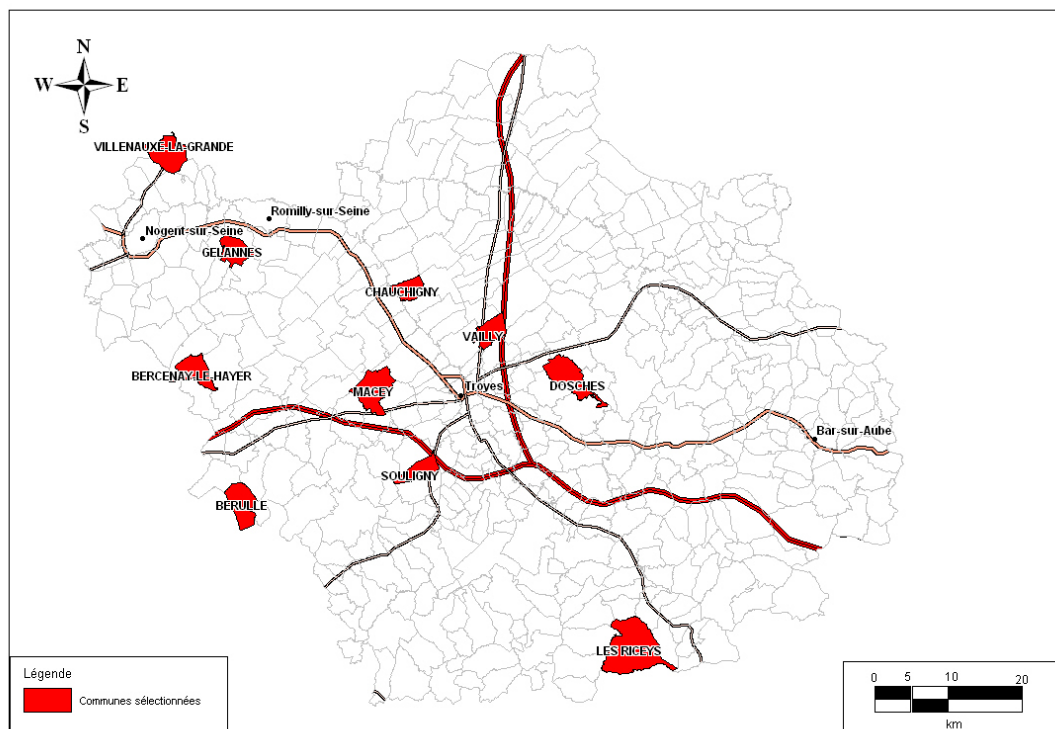 N
W E
S
VILLENAUXE-LA-GRANDE
Romilly-sur-Seine
Nogent-sur-Seine
GELANNES
CHAUCHIGNY
VAILLY
BERCENAY-LE-HAYER
MACEY
Troyes
DOSCHES
Bar-sur-Aube
SOULIGNY
BERULLE
LES RICEYS
Légende
Communes sélectionnées
0 5 10 20
km